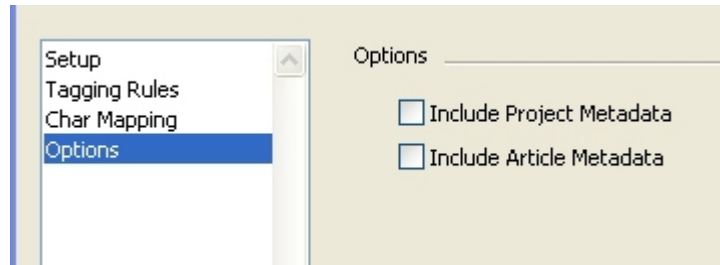 Setup
Tagging Rules
Char Mapping
Options
Options
Include Project Metadata
Include Article Metadata